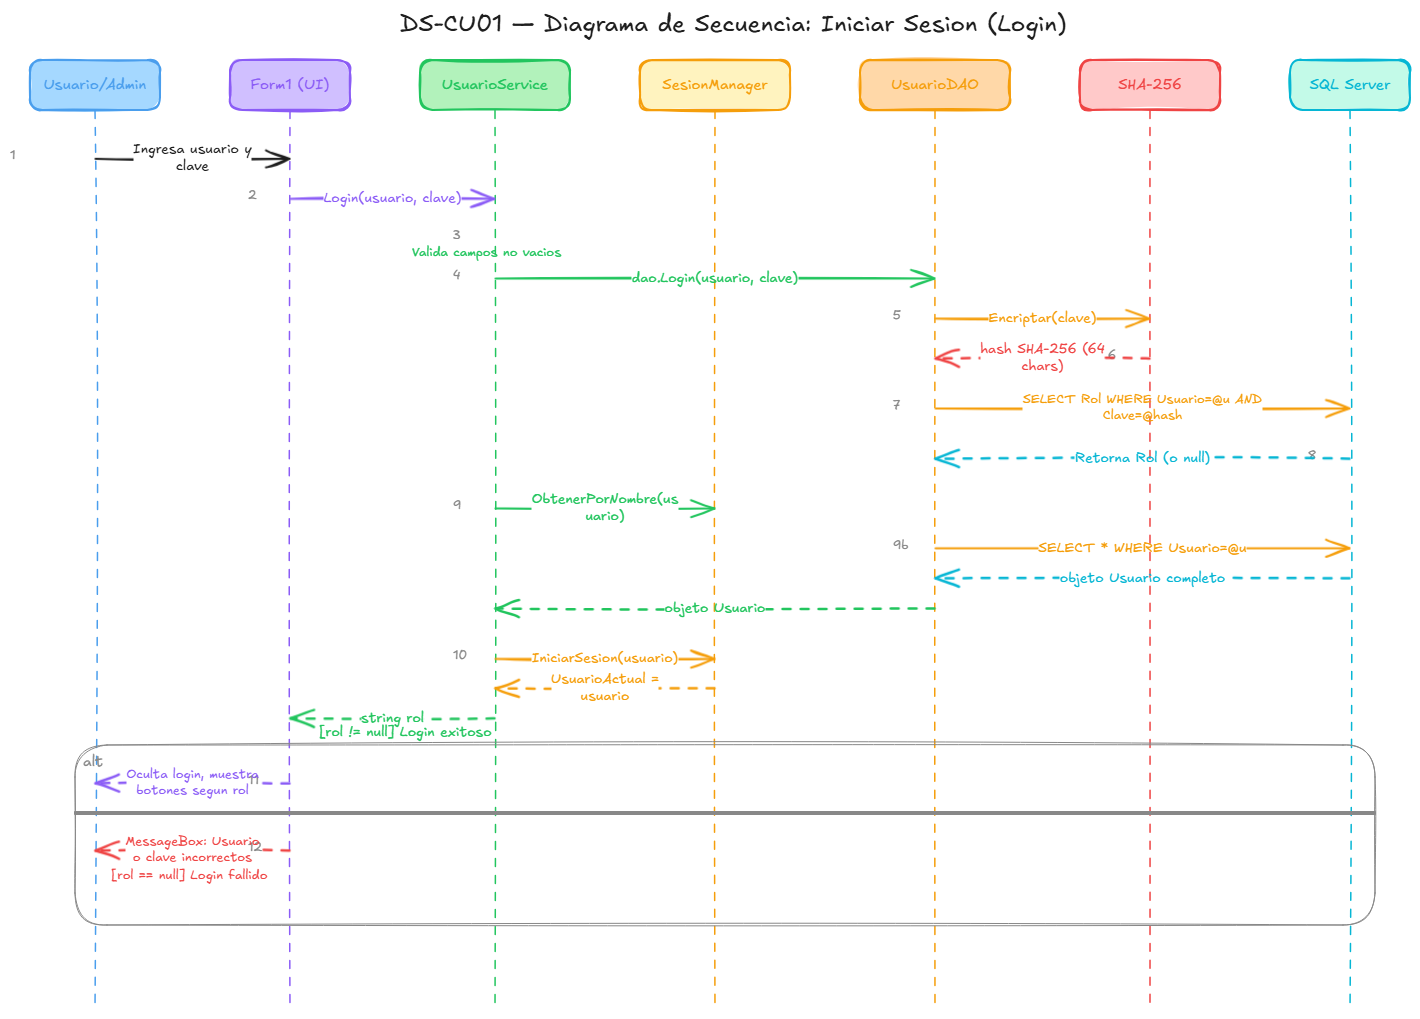 DS-CU01 — Diagrama de Secuencia: Iniciar Sesion (Login)
Usuario/Admin
Form1 (UI)
UsuarioService
SesionManager
UsuarioDAO
SHA-256
SQL Server
1
Ingresa usuario y
clave
2
Login(usuario, clave)
3
Valida campos no vacios
4
dao.Login(usuario, clave)
5
Encriptar(clave)
hash SHA-256 (64
chars)
6
7
SELECT Rol WHERE Usuario=@u AND
Clave=@hash
Retorna Rol (o null)
8
9
ObtenerPorNombre(us
uario)
9b
SELECT * WHERE Usuario=@u
objeto Usuario completo
objeto Usuario
10
IniciarSesion(usuario)
UsuarioActual =
usuario
string rol
[rol != null] Login exitoso
alt
Oculta login, muestra
botones segun rol
11
MessageBox: Usuario
o clave incorrectos
12
[rol == null] Login fallido